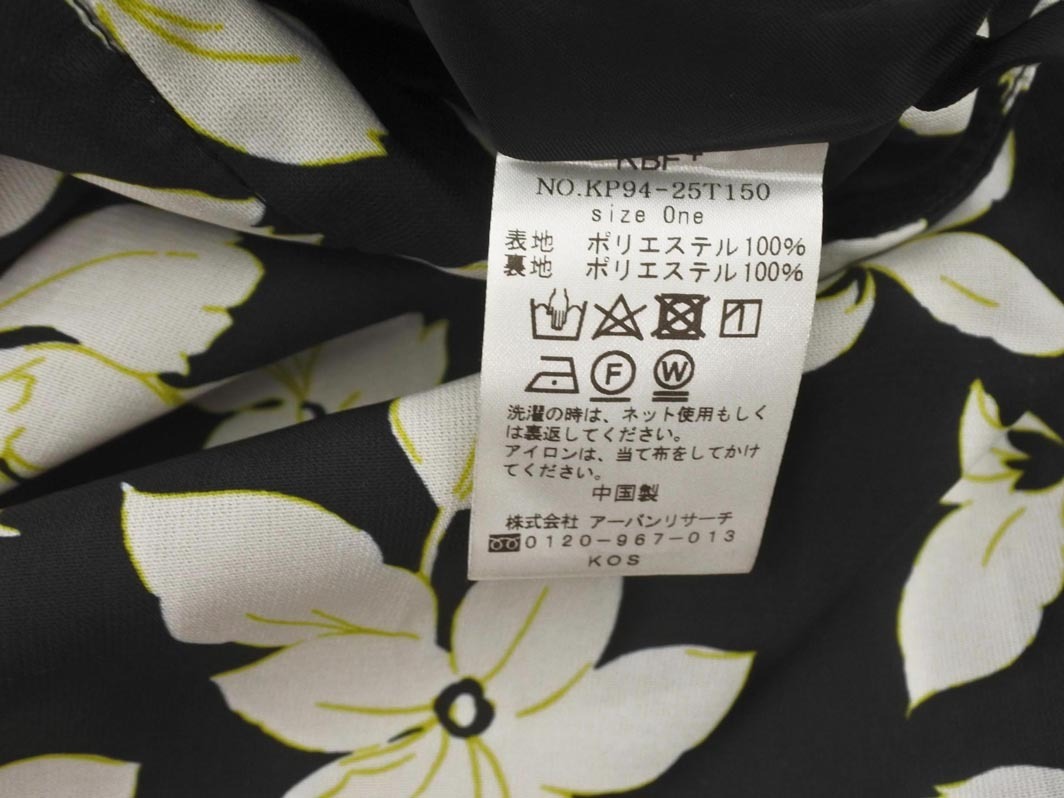 KBF+
NO.KP94-25T150
size One
表地 ポリエステル100%
裏地 ポリエステル100%
F W
洗濯の時は、ネット使用もしく
は裏返してください。
アイロンは、当て布をしてかけ
てください。
中国製
株式会社 アーバンリサーチ
0120-967-013
KOS